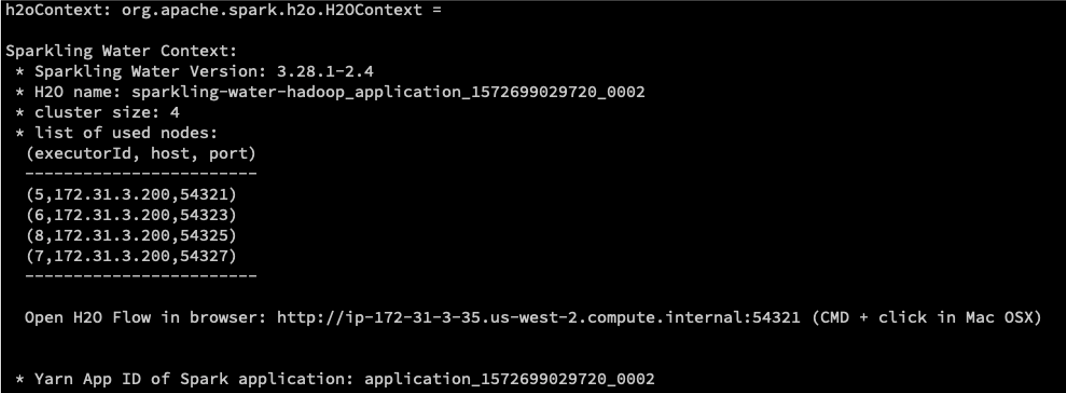 h2oContext: org.apache.spark.h2o.H2OContext =
Sparkling Water Context:
* Sparkling Water Version: 3.28.1-2.4
* H2O name: sparkling-water-hadoop_application_1572699029720_0002
* cluster size: 4
* list of used nodes:
(executorId, host, port)
------------------------
(5,172.31.3.200,54321)
(6,172.31.3.200,54323)
(8,172.31.3.200,54325)
(7,172.31.3.200,54327)
------------------------
Open H2O Flow in browser: http://ip-172-31-3-35.us-west-2.compute.internal:54321 (CMD + click in Mac OSX)
* Yarn App ID of Spark application: application_1572699029720_0002